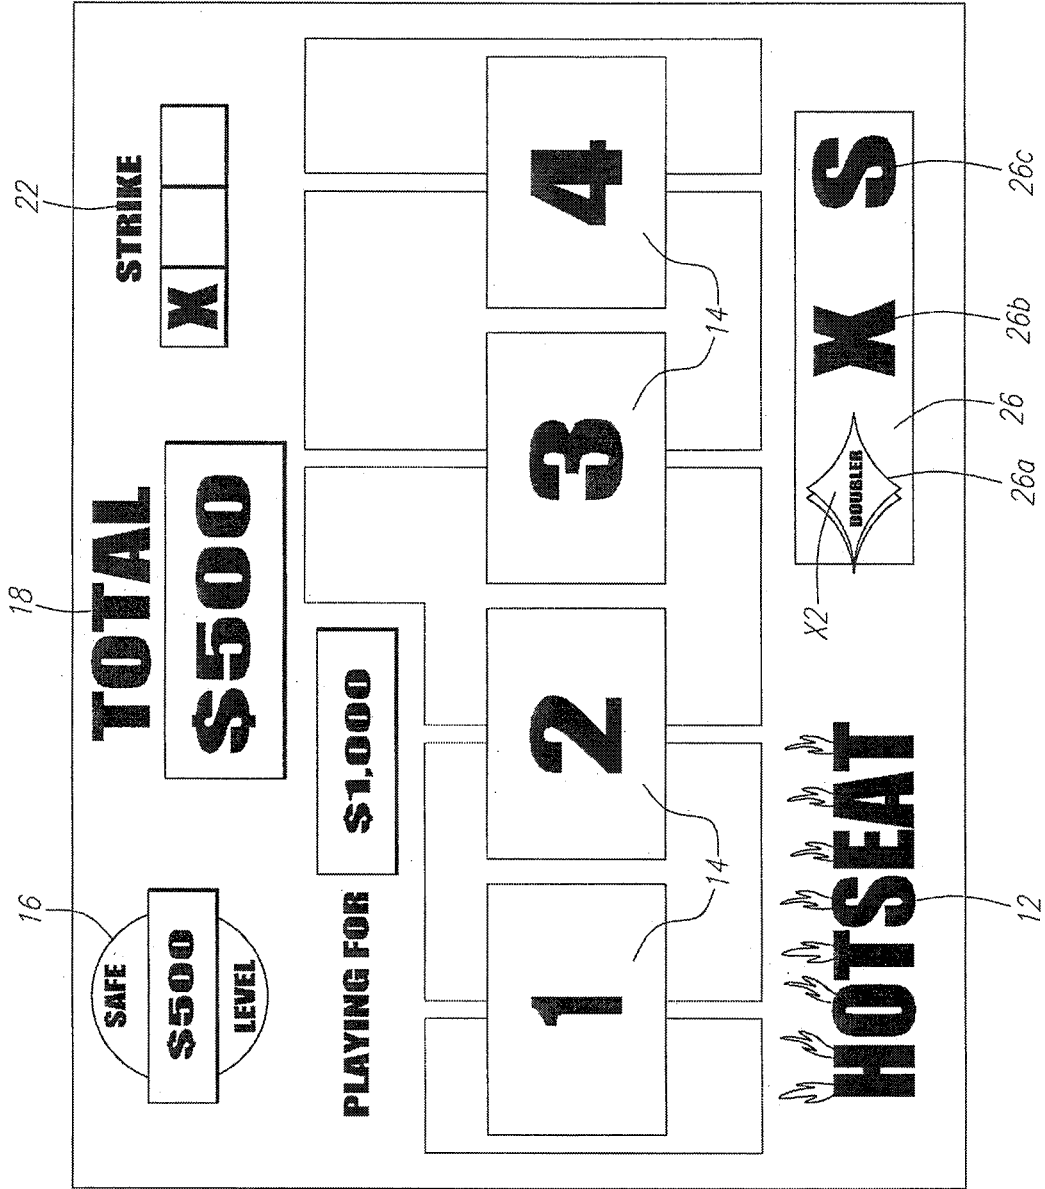 16
18
22
SAFE
$500
LEVEL
TOTAL
$500
STRIKE
X
PLAYING FOR
$1,000
1
2
3
4
14
14
HOTSEAT
X2
DOUBLER
X
S
12
26a
26
26b
26c